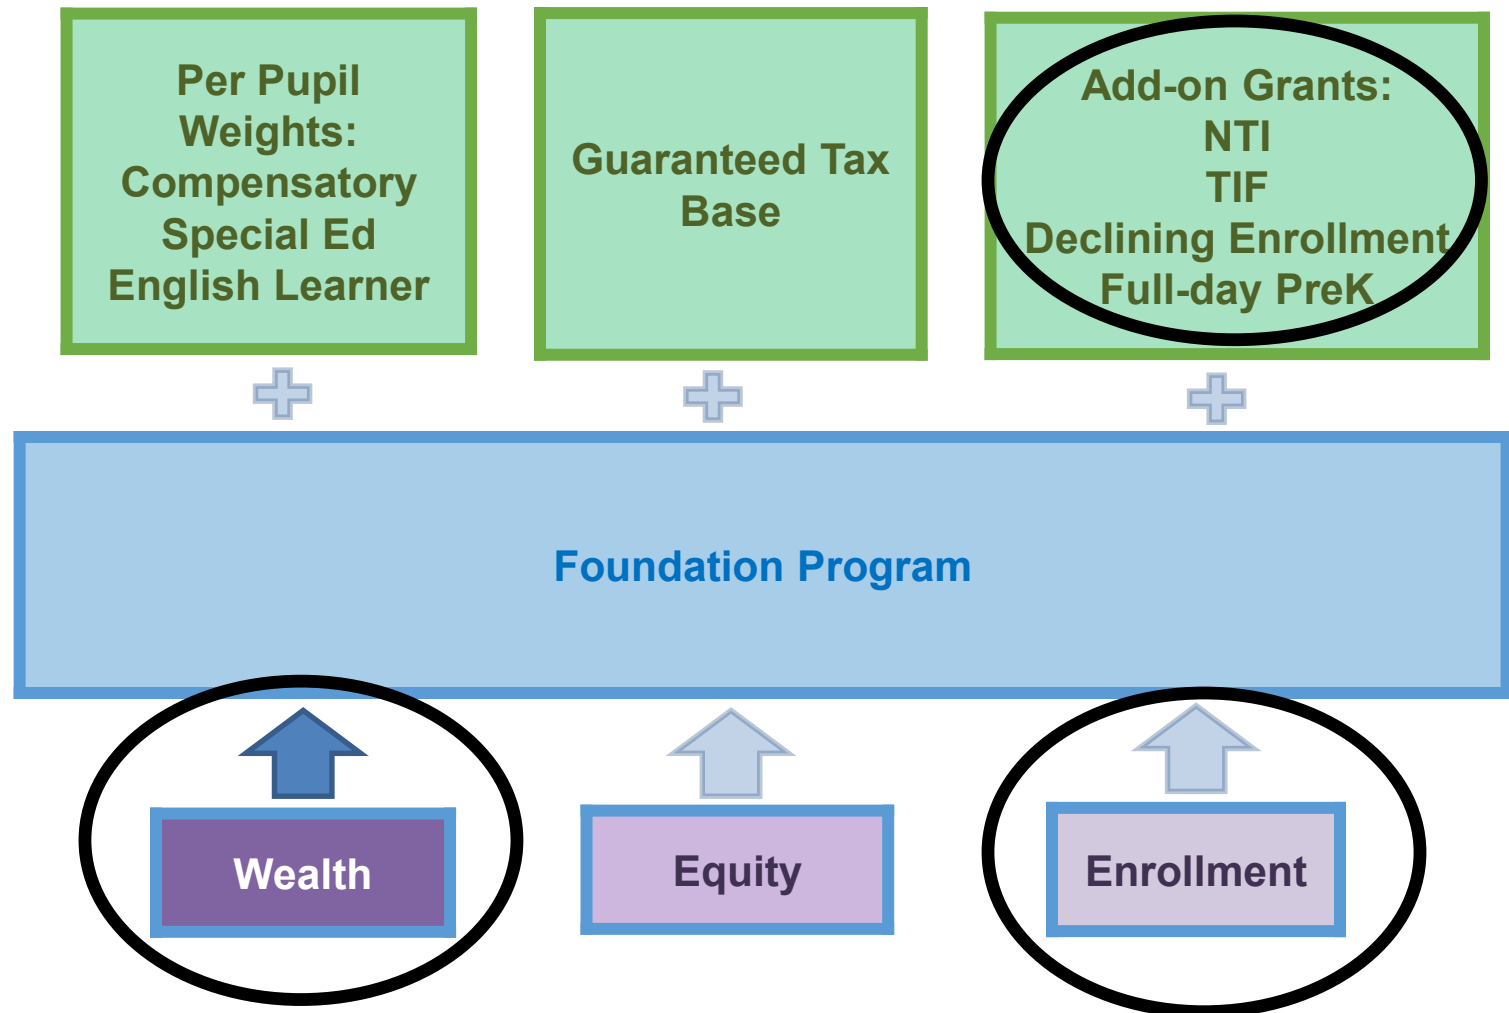 Per Pupil
Weights:
Compensatory
Special Ed
English Learner
Guaranteed Tax
Base
Add-on Grants:
NTI
TIF
Declining Enrollment
Full-day PreK
Foundation Program
Wealth
Equity
Enrollment